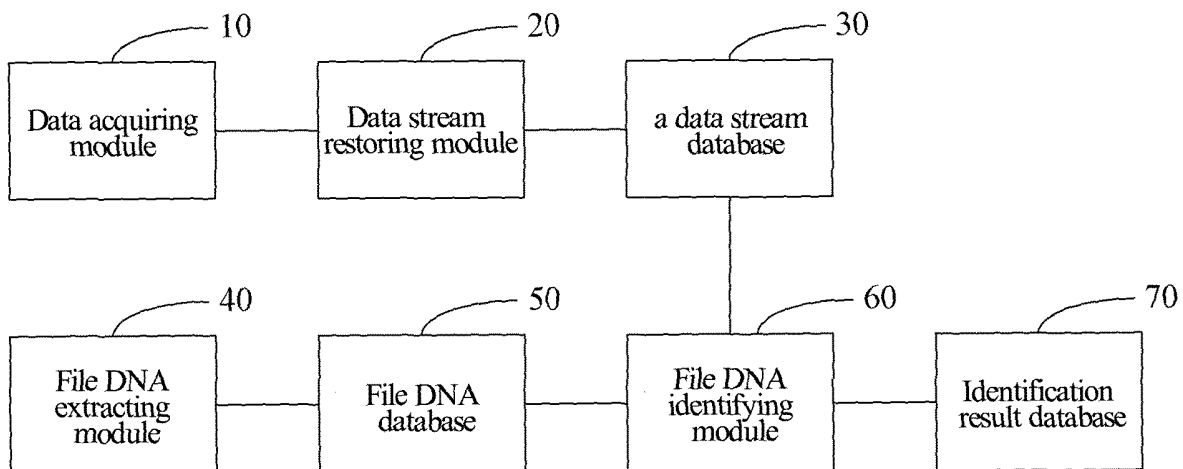 10
20
30
Data acquiring
module
Data stream
restoring module
a data stream
database
40
50
60
70
File DNA
extracting
module
File DNA
database
File DNA
identifying
module
Identification
result database